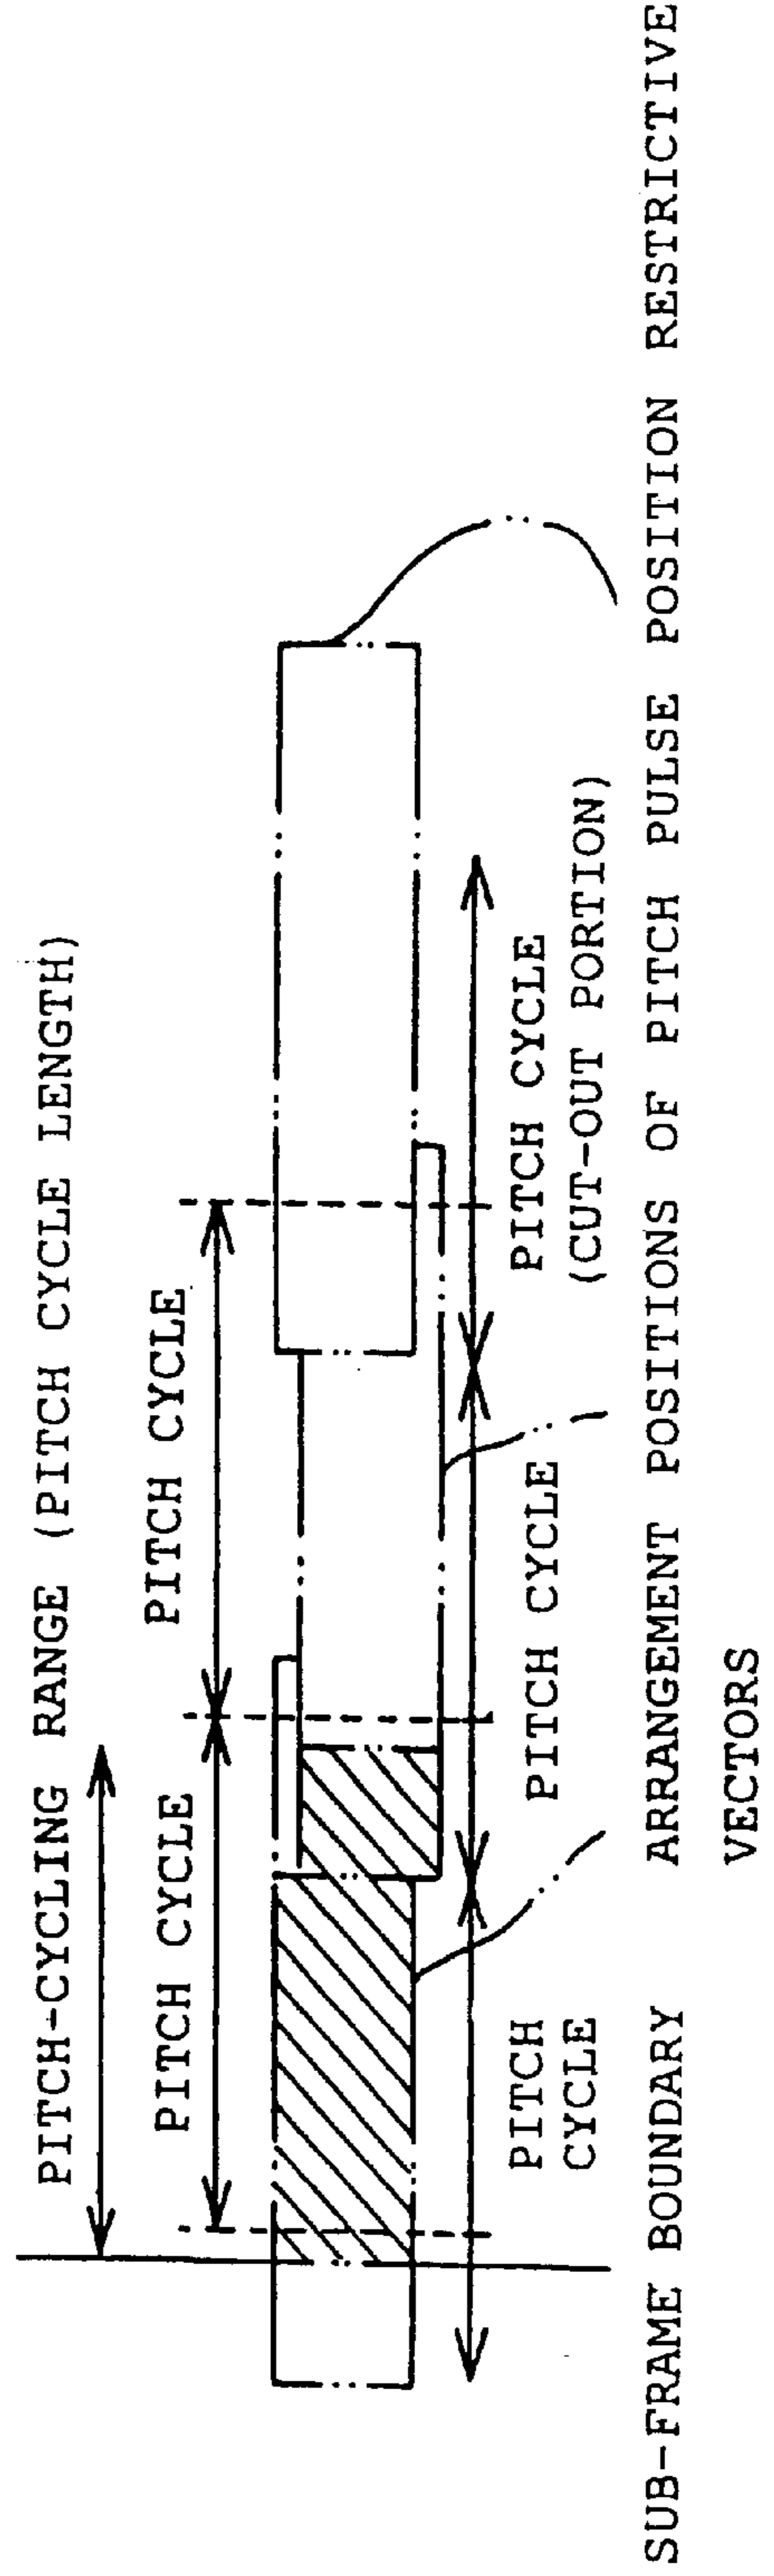 PITCH-CYCLING RANGE (PITCH CYCLE LENGTH)
PITCH CYCLE
PITCH CYCLE
PITCH
CYCLE
PITCH CYCLE
PITCH CYCLE
(CUT-OUT PORTION)
SUB-FRAME BOUNDARY
ARRANGEMENT POSITIONS OF PITCH PULSE POSITION RESTRICTIVE
VECTORS